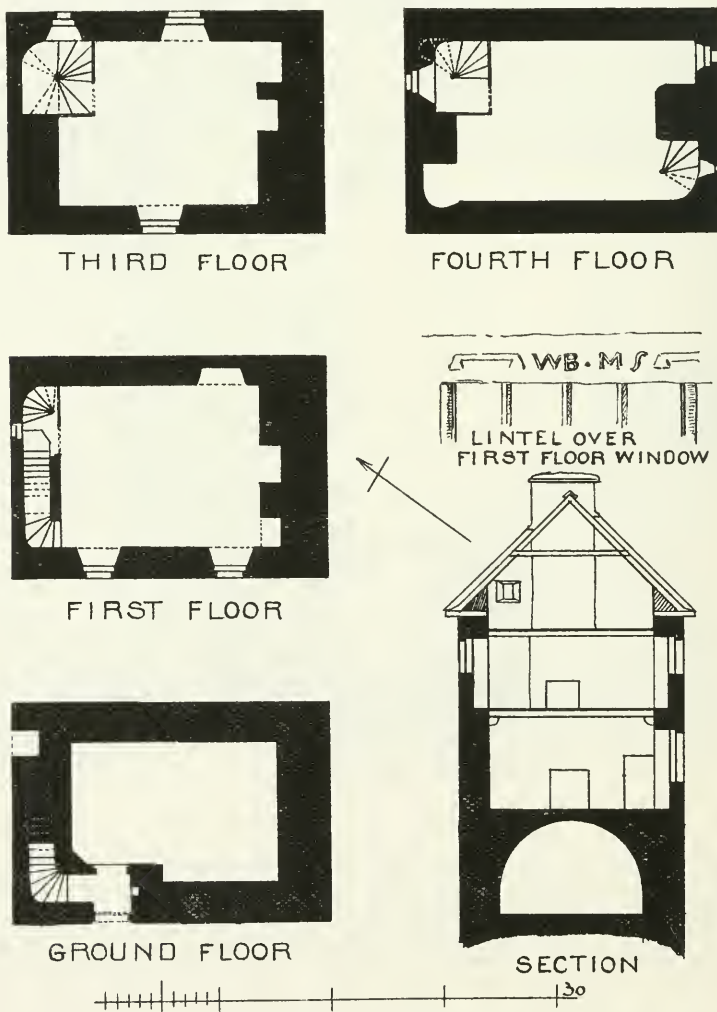 THIRD FLOOR
FOURTH FLOOR
WB·MS
LINTEL OVER
FIRST FLOOR WINDOW
FIRST FLOOR
GROUND FLOOR
SECTION
30